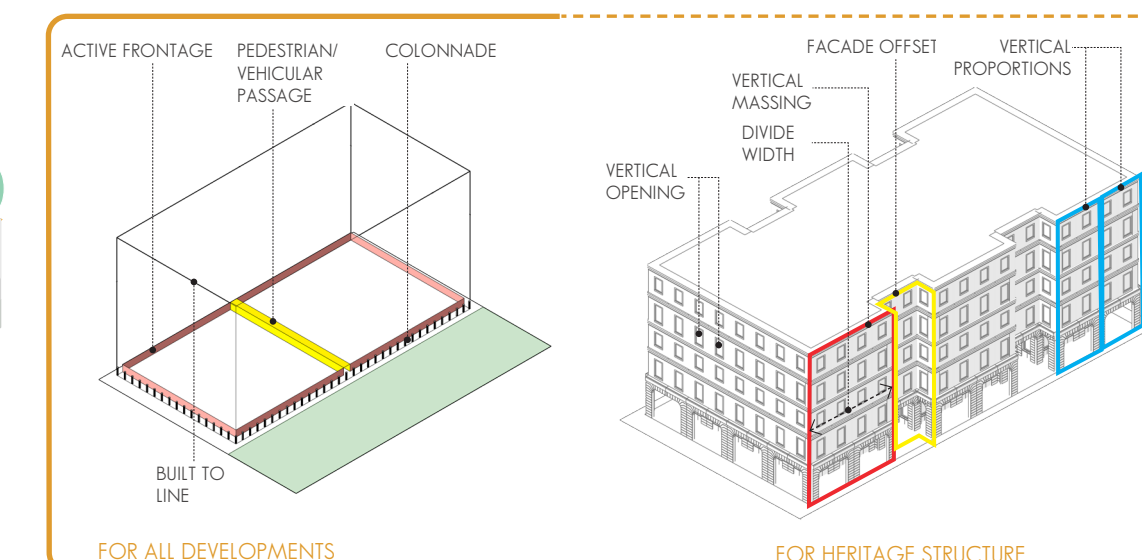 ACTIVE FRONTAGE
PEDESTRIAN/
VEHICULAR
PASSAGE
COLONNADE
BUILT TO
LINE
FOR ALL DEVELOPMENTS
FACADE OFFSET
VERTICAL
PROPORTIONS
VERTICAL
MASSING
DIVIDE
WIDTH
VERTICAL
OPENING
FOR HERITAGE STRUCTURE